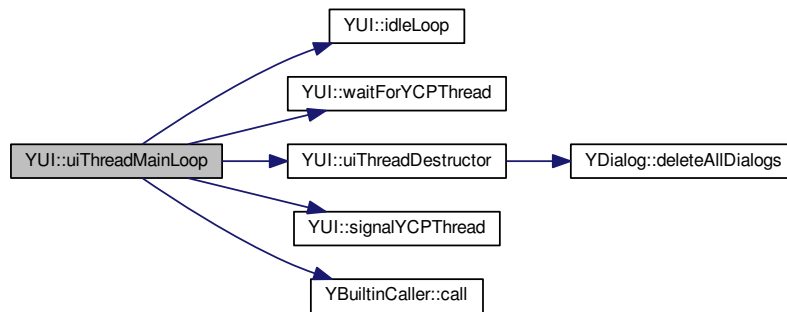 YUI::idleLoop
YUI::waitForYCPThread
YUI::uiThreadMainLoop
YUI::uiThreadDestructor
YDialog::deleteAllDialogs
YUI::signalYCPThread
YBuiltinCaller::call